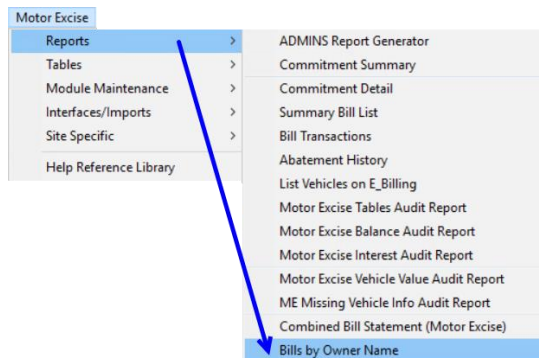 Motor Excise
Reports
Tables
Module Maintenance
Interfaces/Imports
Site Specific
Help Reference Library
ADMINS Report Generator
Commitment Summary
Commitment Detail
Summary Bill List
Bill Transactions
Abatement History
List Vehicles on E_Billing
Motor Excise Tables Audit Report
Motor Excise Balance Audit Report
Motor Excise Interest Audit Report
Motor Excise Vehicle Value Audit Report
ME Missing Vehicle Info Audit Report
Combined Bill Statement (Motor Excise)
Bills by Owner Name